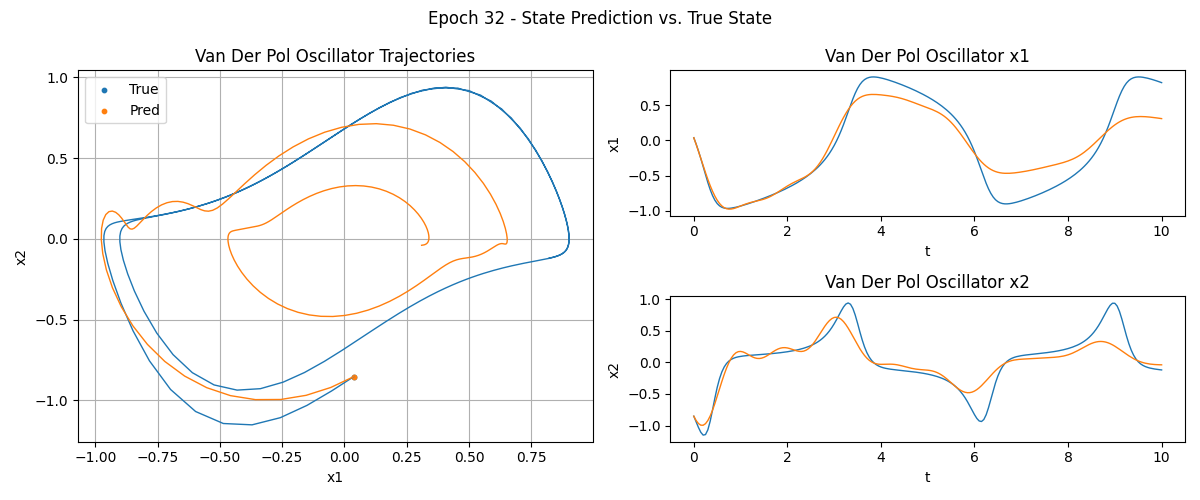 Epoch 32 - State Prediction vs. True State
Van Der Pol Oscillator Trajectories
True
Pred
1.0
0.5
0.0
−0.5
−1.0
x2
−1.00
−0.75
−0.50
−0.25
0.00
0.25
0.50
0.75
x1
Van Der Pol Oscillator x1
0.5
0.0
−0.5
−1.0
x1
0
2
4
6
8
10
t
Van Der Pol Oscillator x2
1.0
0.5
0.0
−0.5
−1.0
x2
0
2
4
6
8
10
t